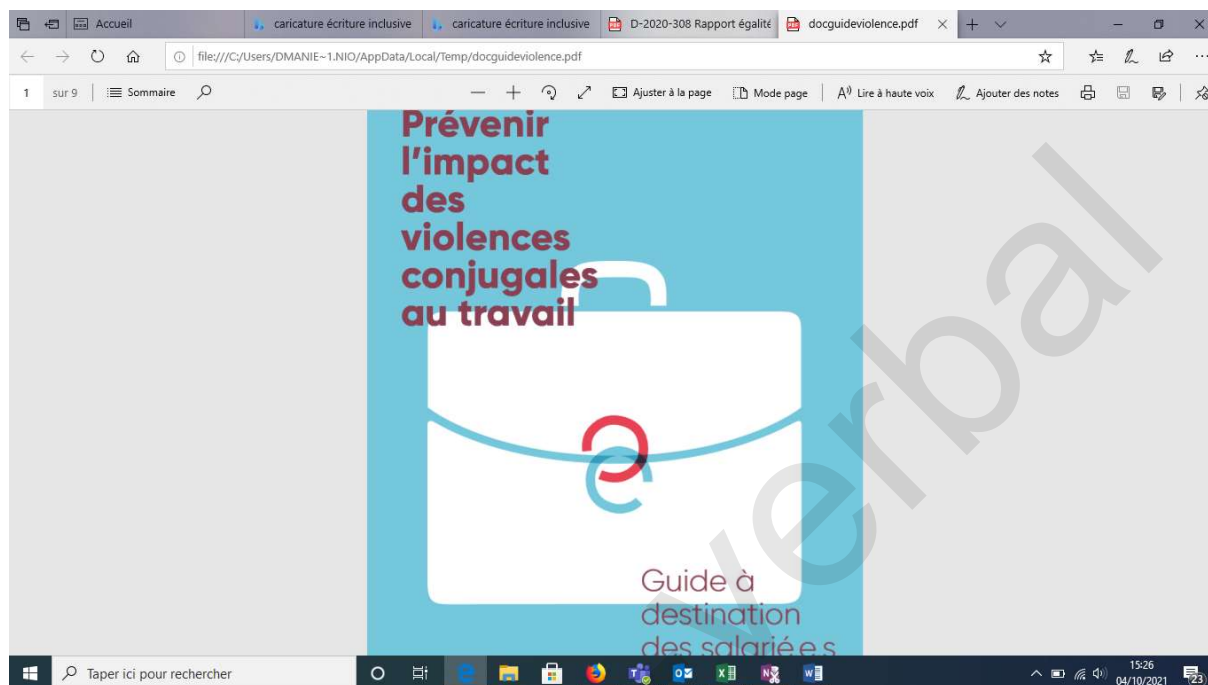 Accueil
caricature écriture inclusive
caricature écriture inclusive
D-2020-308 Rapport égalité
docguideviolence.pdf
file:///C:/Users/DMANIE~1.NIO/AppData/Local/Temp/docguideviolence.pdf
1 sur 9 Sommaire Ajuster à la page Mode page Lire à haute voix Ajouter des notes
Prévenir
l'impact
des
violences
conjugales
au travail
Guide à
destination
des salarié e s
verbal
Taper ici pour rechercher
15:26
04/10/2021
23